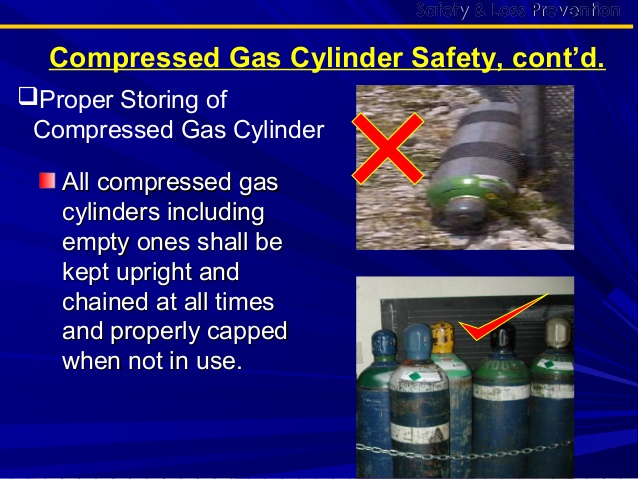 Safety & Loss Prevention
Compressed Gas Cylinder Safety, cont’d.
Proper Storing of
Compressed Gas Cylinder
All compressed gas
cylinders including
empty ones shall be
kept upright and
chained at all times
and properly capped
when not in use.